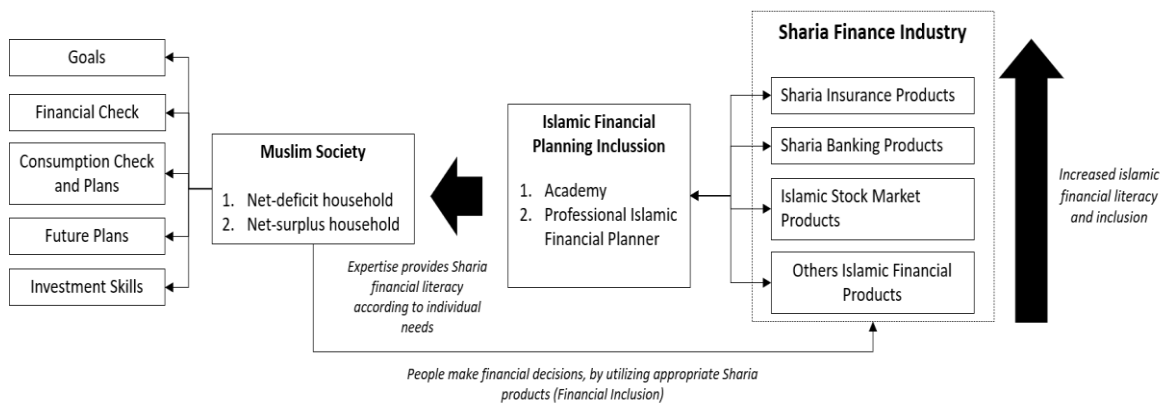 Goals
Financial Check
Consumption Check
and Plans
Future Plans
Investment Skills
Muslim Society
1. Net-deficit household
2. Net-surplus household
Expertise provides Sharia
financial literacy
according to individual
needs
Islamic Financial
Planning Inclussion
1. Academy
2. Professional Islamic
Financial Planner
Sharia Finance Industry
Sharia Insurance Products
Sharia Banking Products
Islamic Stock Market
Products
Others Islamic Financial
Products
Increased islamic
financial literacy
and inclusion
People make financial decisions, by utilizing appropriate Sharia
products (Financial Inclusion)